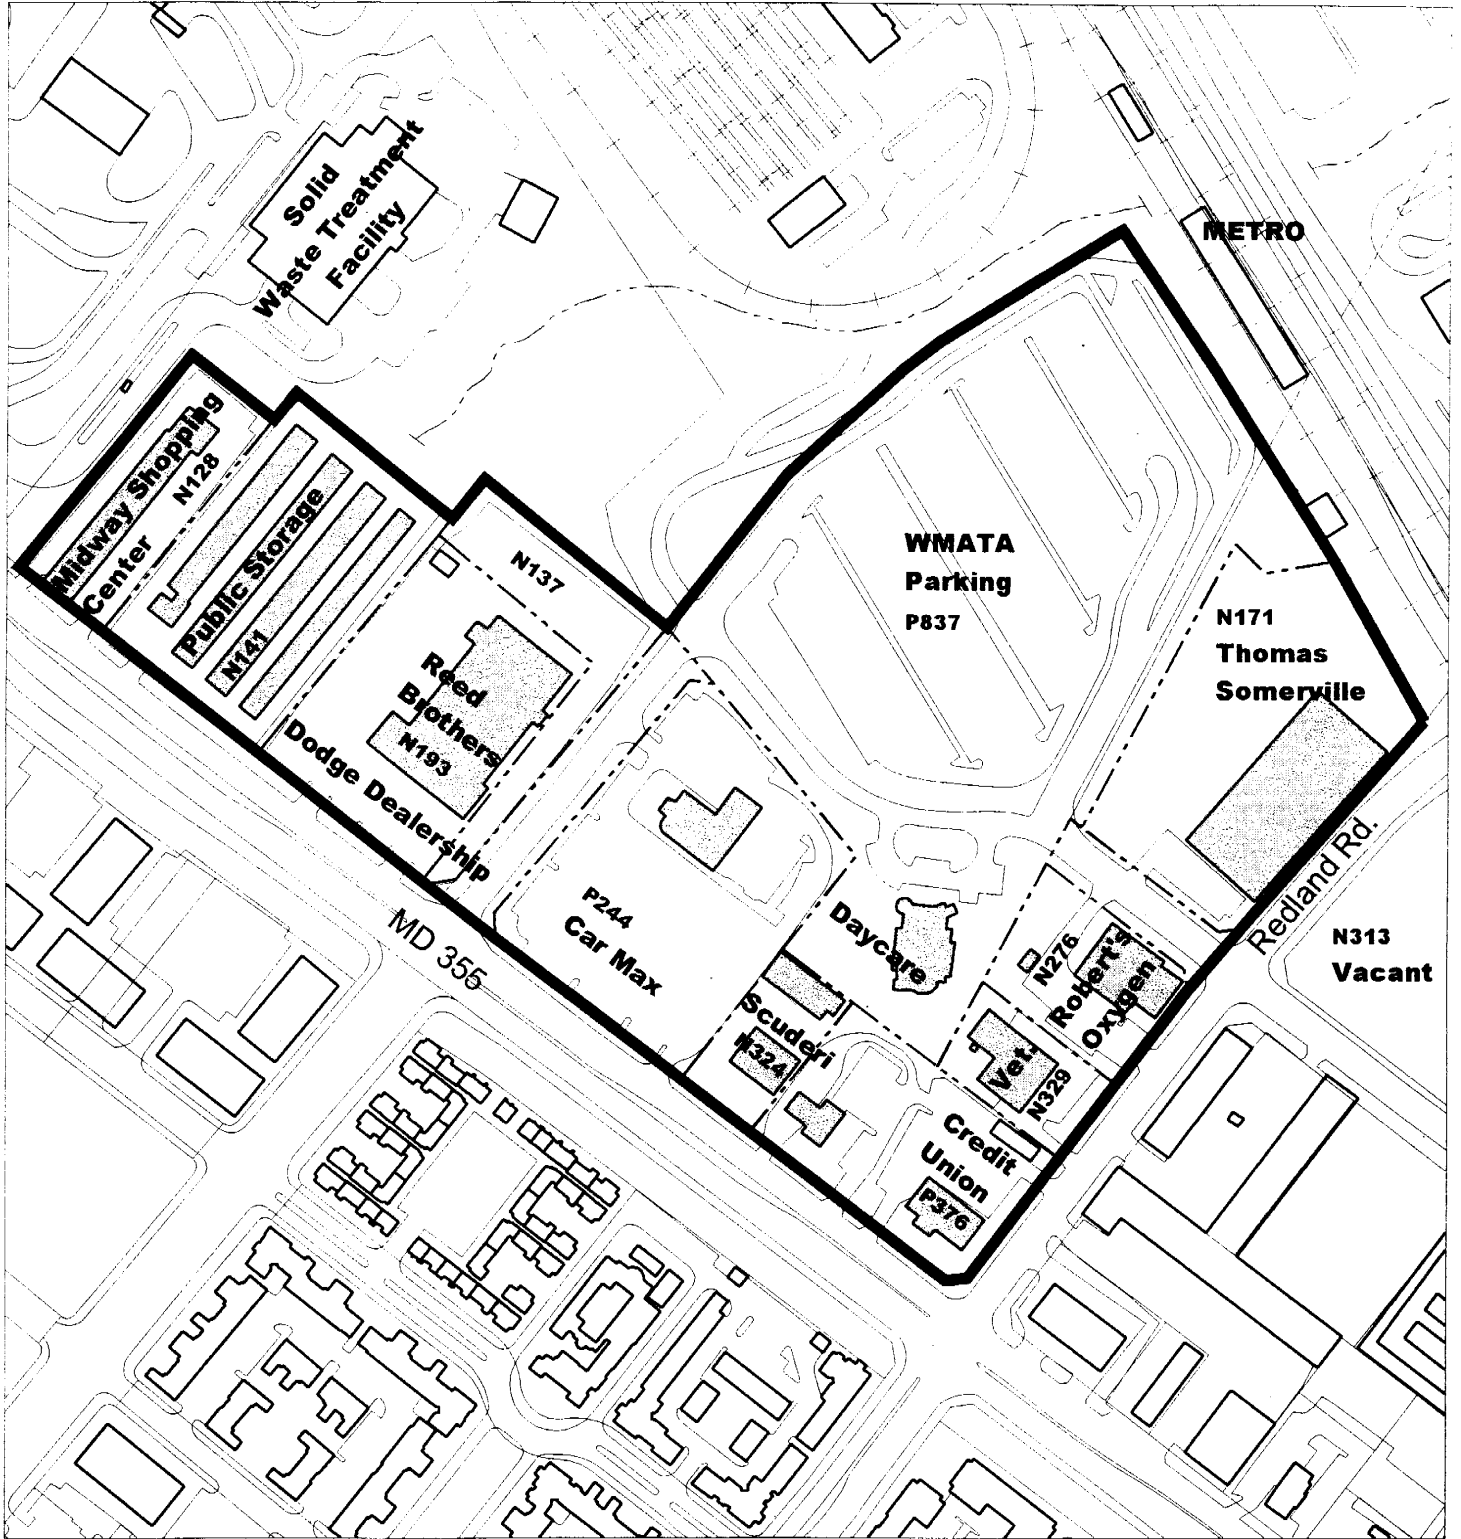 Solid
Waste Treatment
Facility
METRO
Midway Shopping
Center
N128
Public Storage
N141
N137
Reed
Brothers
N193
Dodge Dealership
WMATA
Parking
P837
N171
Thomas
Somerville
Redland Rd.
N313
Vacant
MD 355
P244
Car Max
Daycare
N276
Robert's
Oxygen
Scuderi
N324
Vet.
N329
Credit
Union
P376